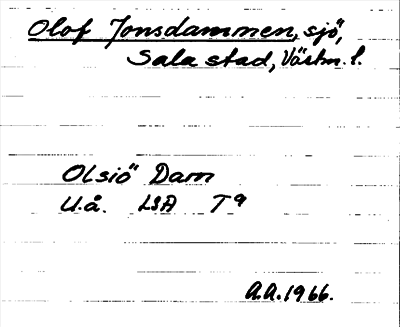 Olof Jonsdammen, sjö,
Sala stad, Västm. l.
Olsiö Dam
U.å. LSA T9
A.A. 1966.